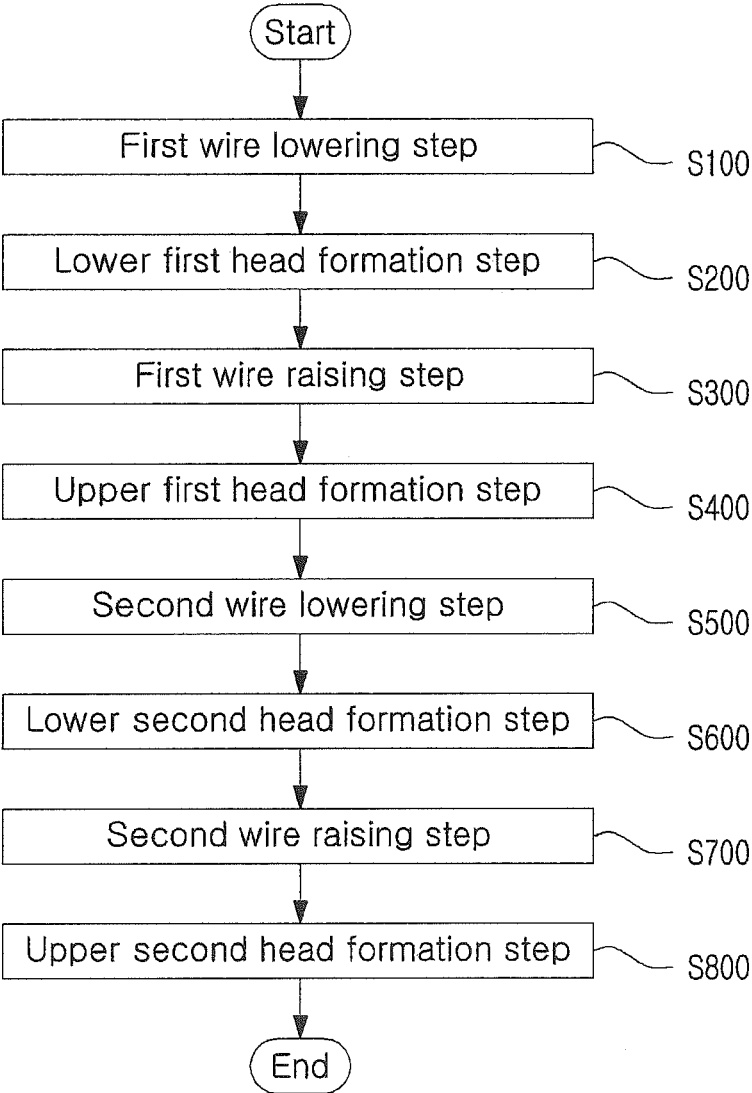 Start
First wire lowering step
S100
Lower first head formation step
S200
First wire raising step
S300
Upper first head formation step
S400
Second wire lowering step
S500
Lower second head formation step
S600
Second wire raising step
S700
Upper second head formation step
S800
End